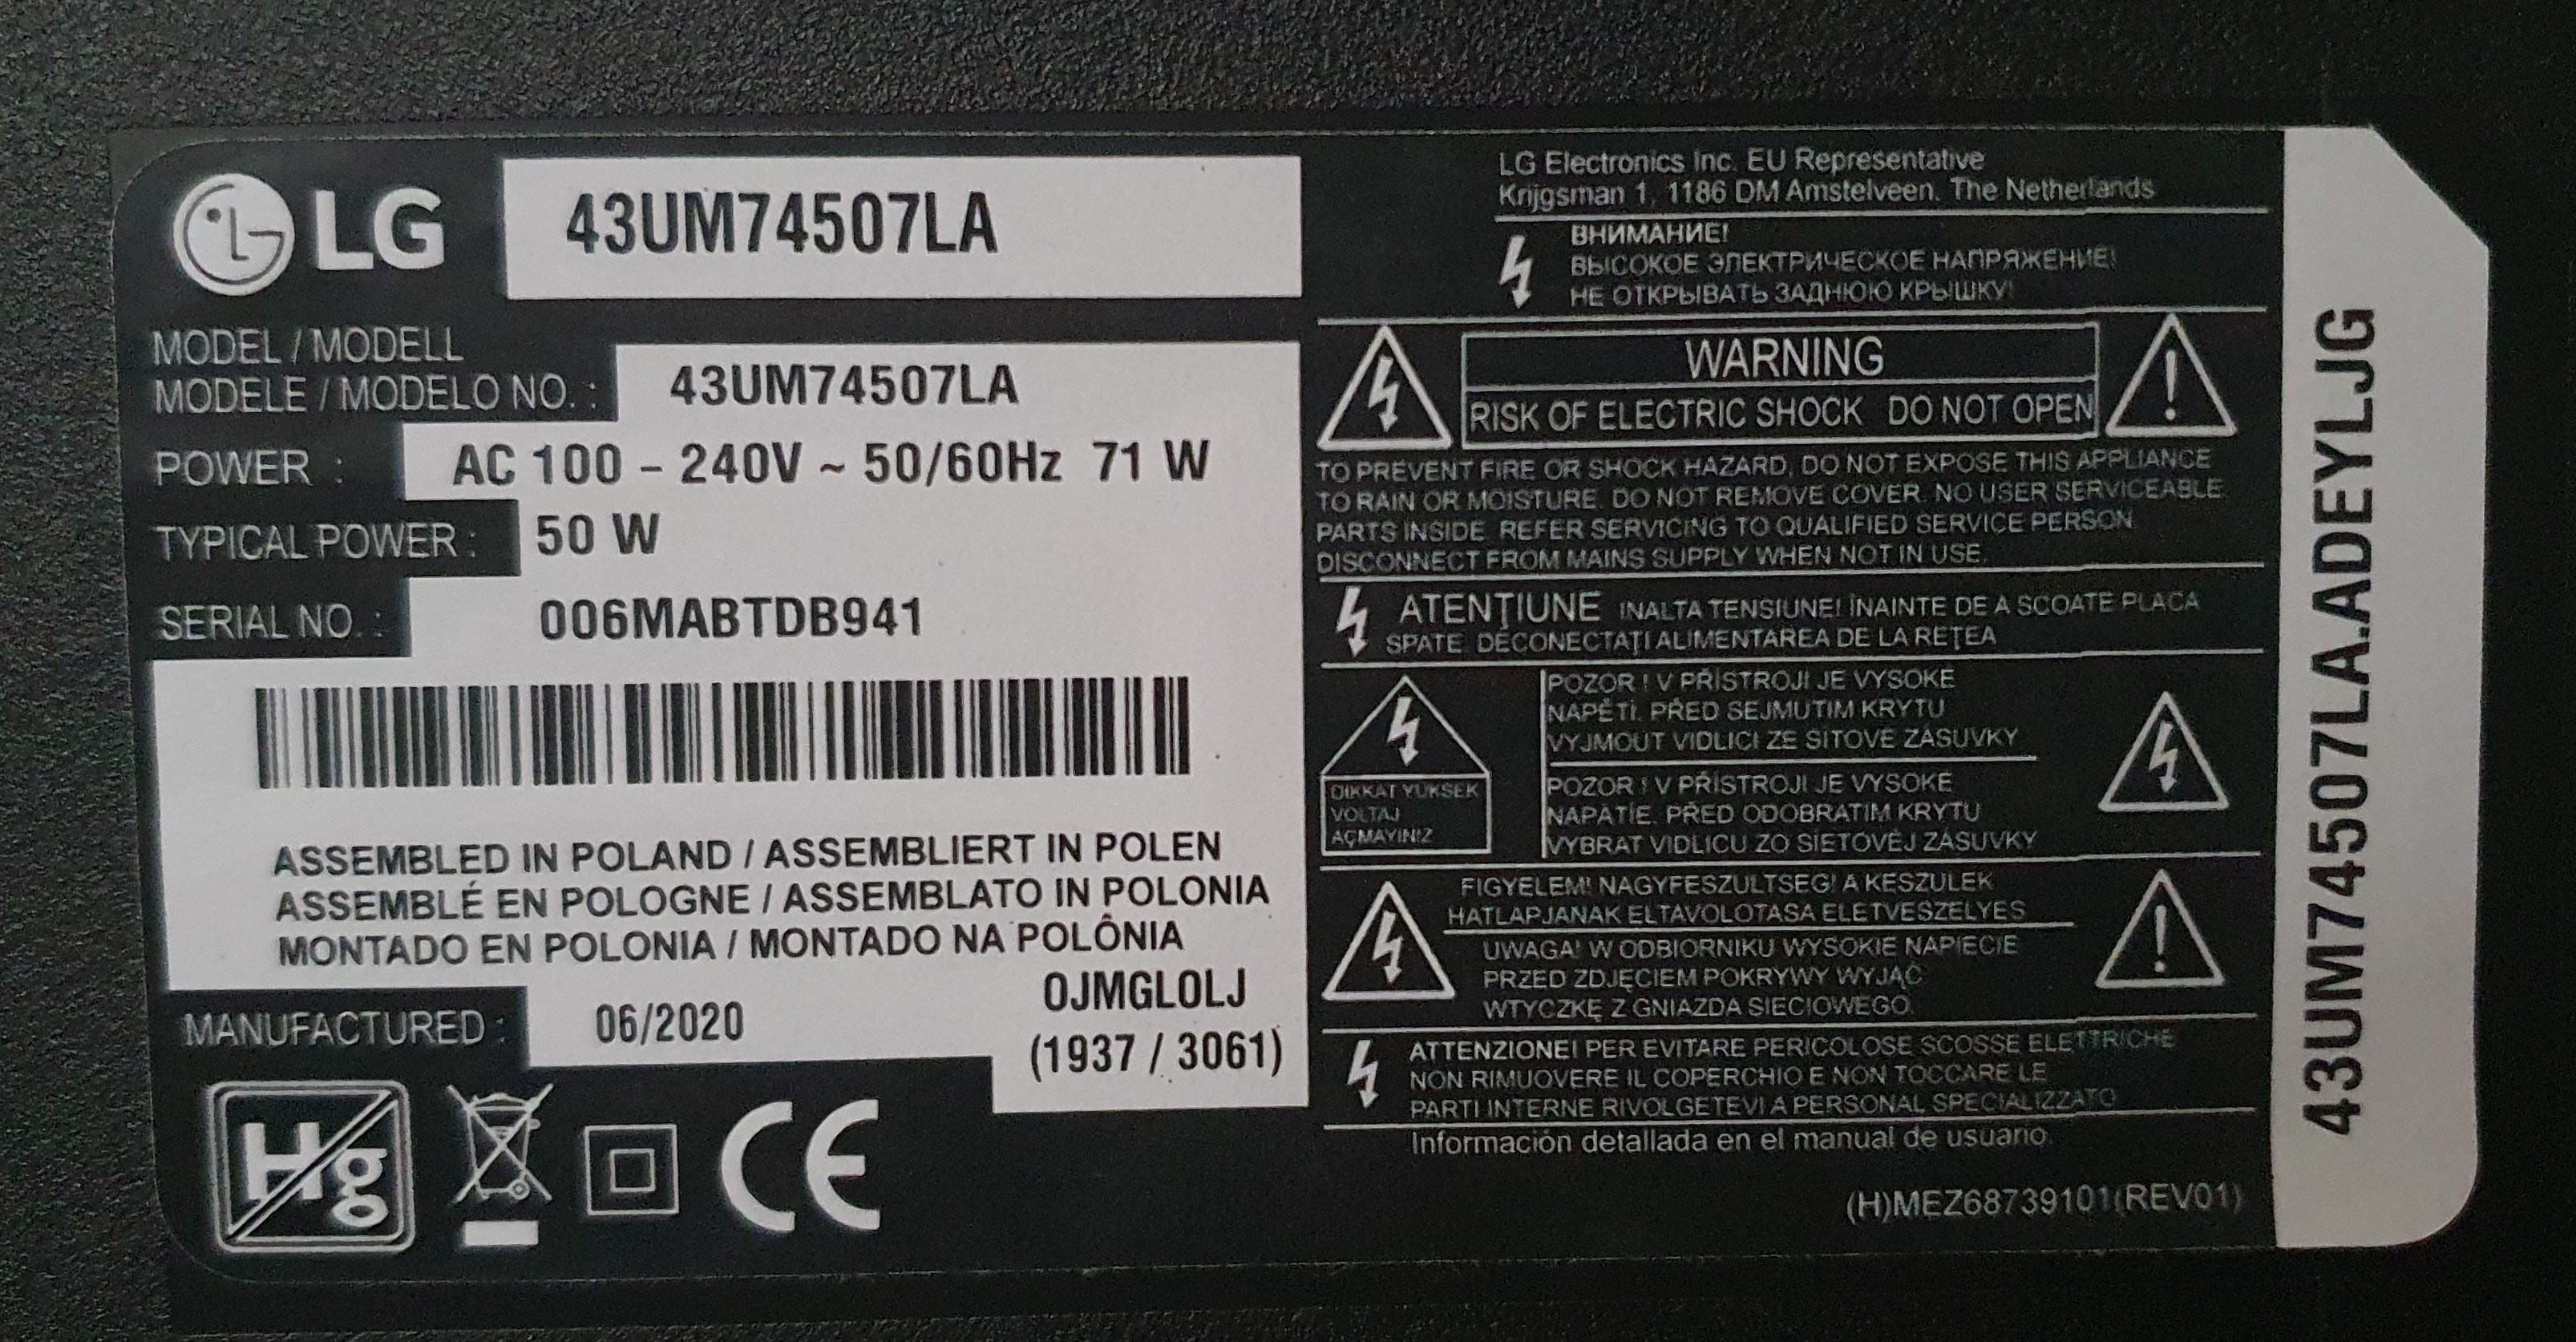 LG
43UM74507LA
MODEL / MODELL
MODELE / MODELO NO. :
43UM74507LA
POWER :
AC 100 – 240V ~ 50/60Hz 71 W
TYPICAL POWER :
50 W
SERIAL NO. :
006MABTDB941
ASSEMBLED IN POLAND / ASSEMBLIERT IN POLEN
ASSEMBLÉ EN POLOGNE / ASSEMBLATO IN POLONIA
MONTADO EN POLONIA / MONTADO NA POLÔNIA
MANUFACTURED :
06/2020
OJMGLOLJ
(1937 / 3061)
Hg
CE
LG Electronics Inc. EU Representative
Krijgsman 1, 1186 DM Amstelveen. The Netherlands
ВНИМАНИЕ!
ВЫСОКОЕ ЭЛЕКТРИЧЕСКОЕ НАПРЯЖЕНИЕ!
НЕ ОТКРЫВАТЬ ЗАДНЮЮ КРЫШКУ!
WARNING
RISK OF ELECTRIC SHOCK DO NOT OPEN
TO PREVENT FIRE OR SHOCK HAZARD, DO NOT EXPOSE THIS APPLIANCE
TO RAIN OR MOISTURE. DO NOT REMOVE COVER. NO USER SERVICEABLE
PARTS INSIDE. REFER SERVICING TO QUALIFIED SERVICE PERSON
DISCONNECT FROM MAINS SUPPLY WHEN NOT IN USE.
ATENŢIUNE INALTA TENSIUNE! ÎNAINTE DE A SCOATE PLACA
SPATE DECONECTAŢI ALIMENTAREA DE LA REŢEA
DIKKAT YUKSEK
VOLTAJ
AÇMAYINIZ
POZOR ! V PŘÍSTROJI JE VYSOKÉ
NAPĚTÍ. PŘED SEJMUTÍM KRYTU
VYJMOUT VIDLICI ZE SÍŤOVÉ ZÁSUVKY
POZOR ! V PŘÍSTROJI JE VYSOKÉ
NAPÄTIE. PŘED ODOBRATIM KRYTU
VYBRAT VIDLICU ZO SIEŤOVEJ ZÁSUVKY
FIGYELEM! NAGYFESZULTSEG! A KESZULEK
HATLAPJANAK ELTAVOLOTASA ELETVESZELYES
UWAGA! W ODBIORNIKU WYSOKIE NAPIECIE
PRZED ZDJĘCIEM POKRYWY WYJĄĆ
WTYCZKĘ Z GNIAZDA SIECIOWEGO.
ATTENZIONE! PER EVITARE PERICOLOSE SCOSSE ELETTRICHE
NON RIMUOVERE IL COPERCHIO E NON TOCCARE LE
PARTI INTERNE RIVOLGETEVI A PERSONAL SPECIALIZZATO
Información detallada en el manual de usuario.
(H)MEZ68739101(REV01)
43UM74507LA.ADEYLJG